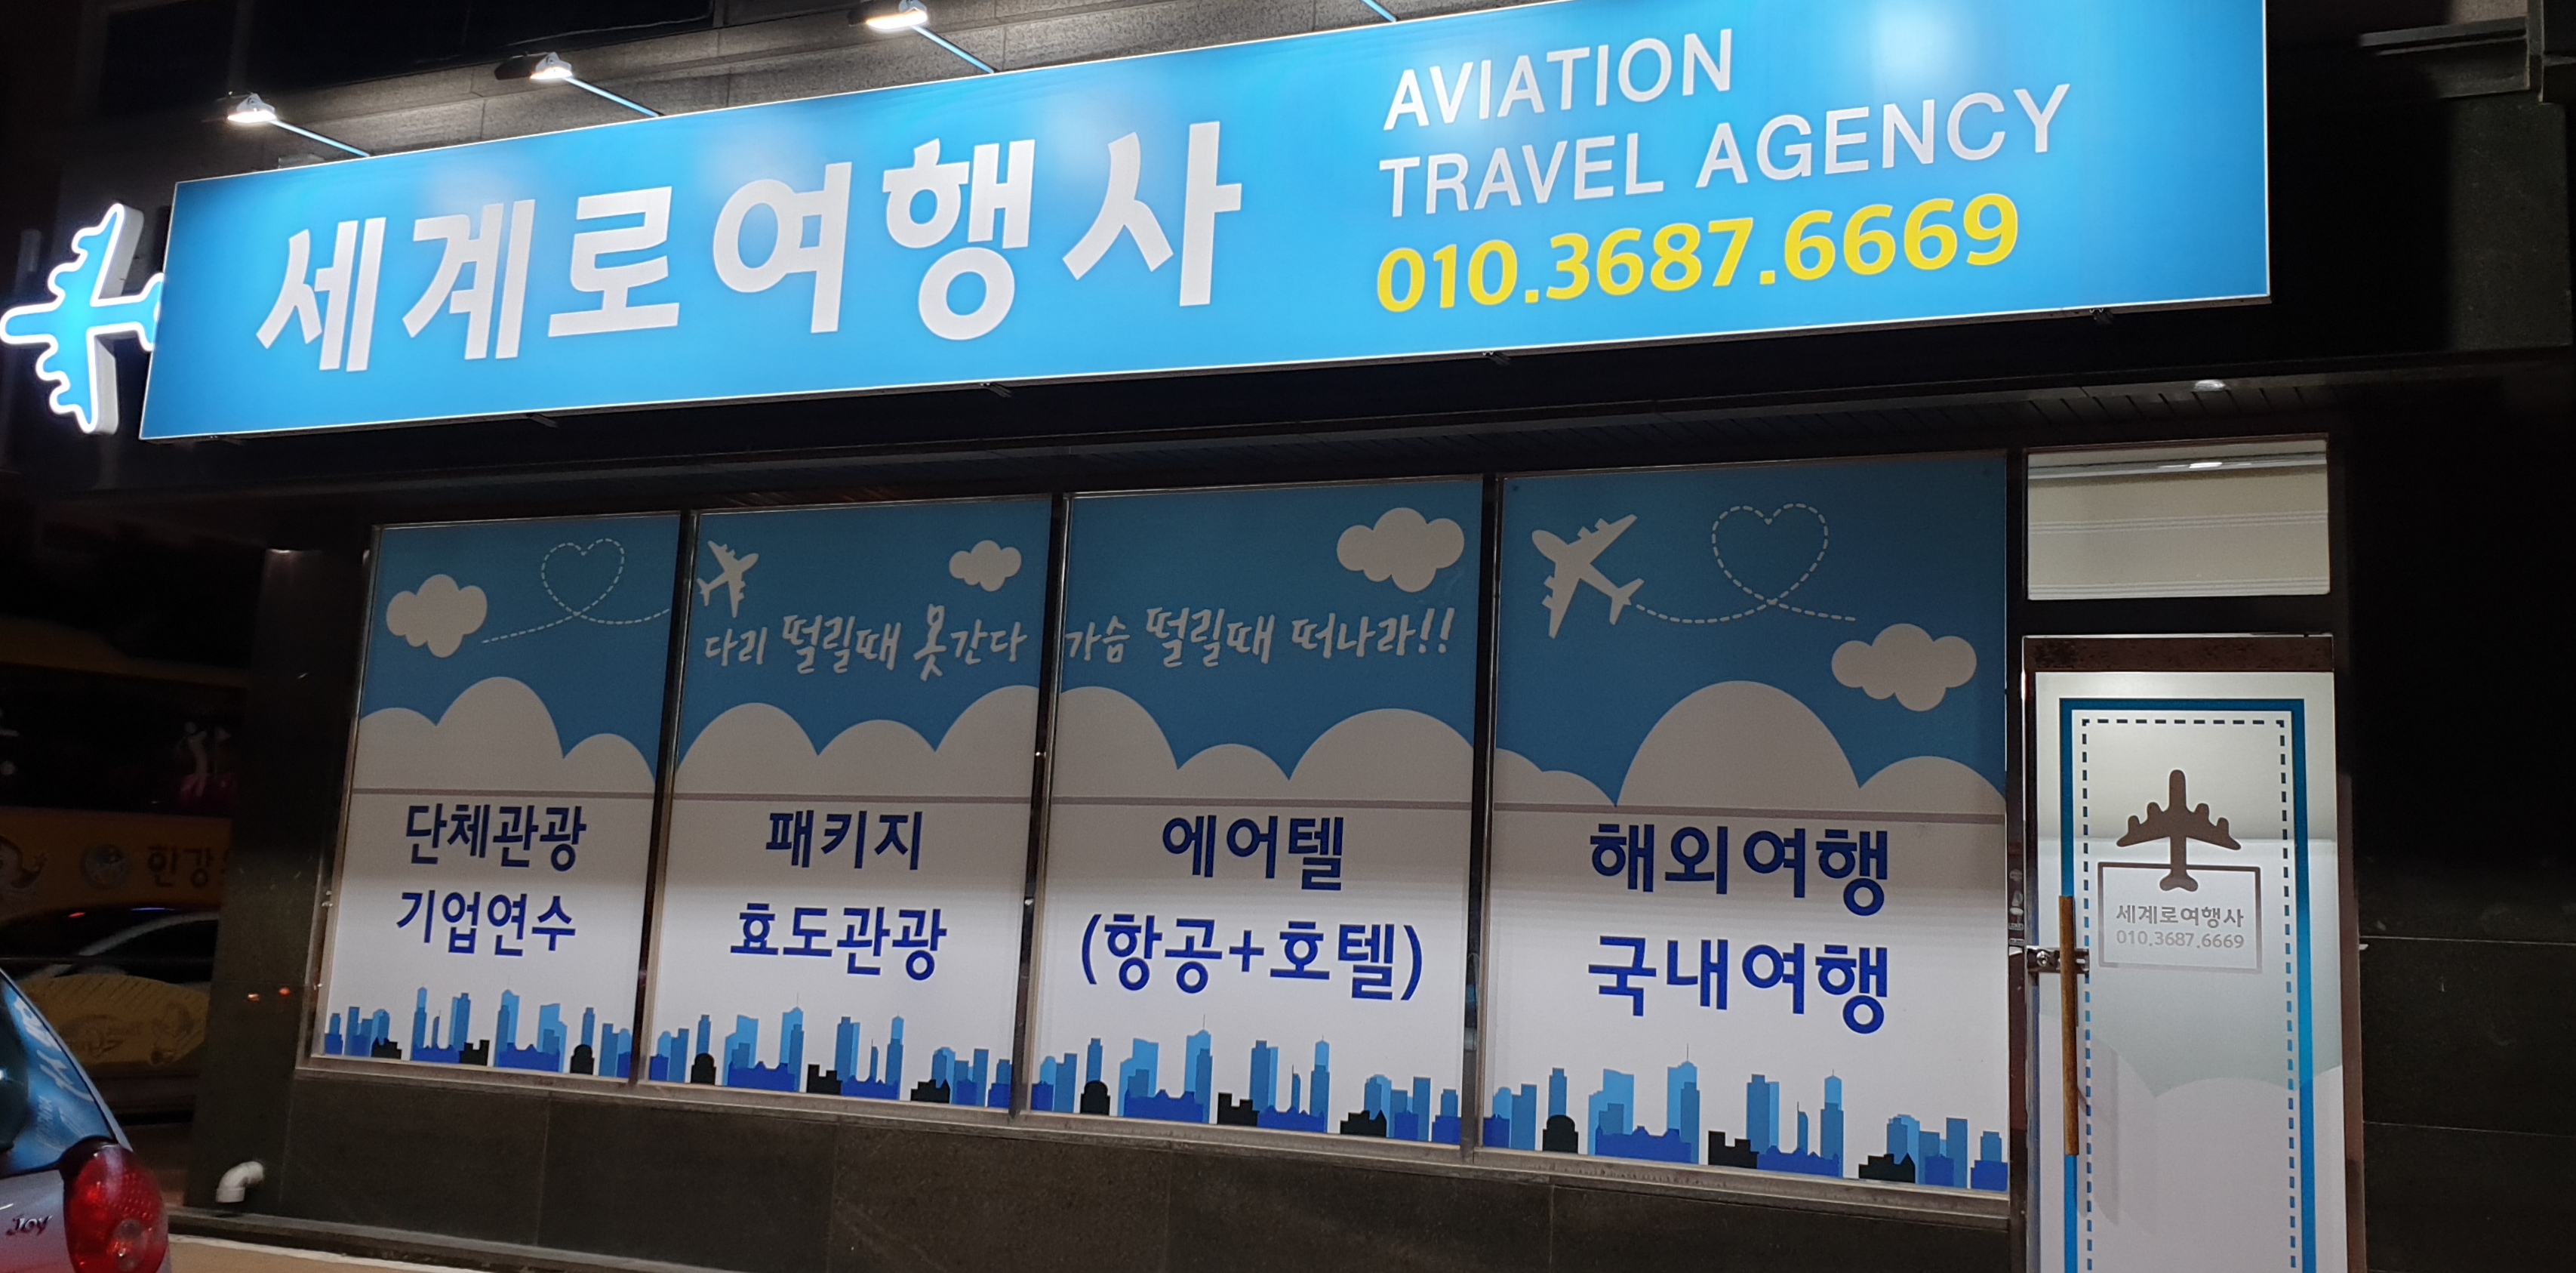 세계로여행사
AVIATION
TRAVEL AGENCY
010.3687.6669
다리 떨릴때 못간다 가슴 떨릴때 떠나라!!
단체관광
기업연수
패키지
효도관광
에어텔
(항공+호텔)
해외여행
국내여행
세계로여행사
010.3687.6669
한강
Joy